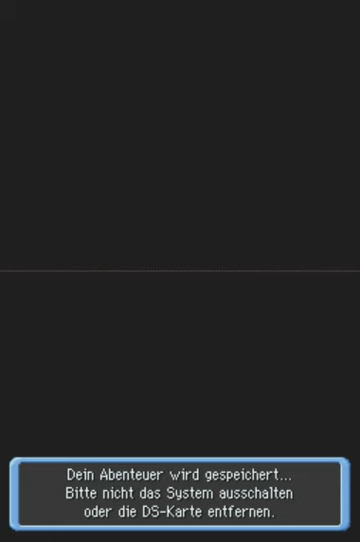 Dein Abenteuer wird gespeichert...
Bitte nicht das System ausschalten
oder die DS-Karte entfernen.